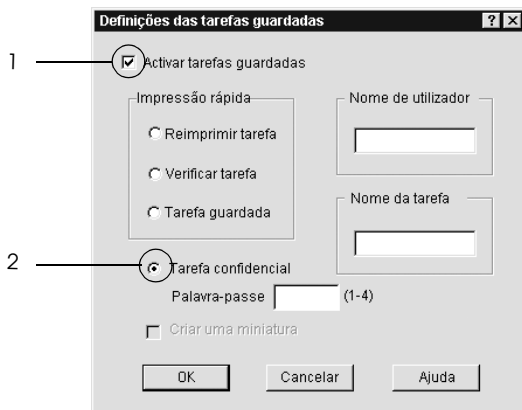 Definições das tarefas guardadas
1
Activar tarefas guardadas
Impressão rápida
Reimprimir tarefa
Verificar tarefa
Tarefa guardada
Nome de utilizador
Nome da tarefa
2
Tarefa confidencial
Palavra-passe (1-4)
Criar uma miniatura
OK Cancelar Ajuda